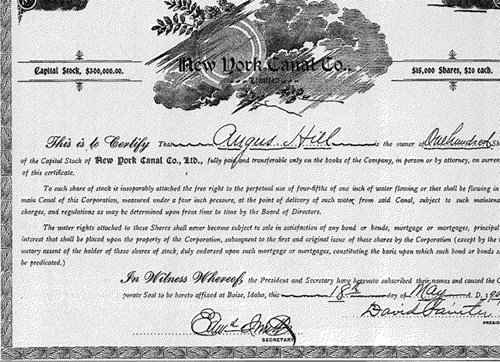 New York Canal Co.,
Limited
Capital Stock, $300,000.00.
$15,000 Shares, $20 each.
This is to Certify That Angus Hill is the owner of One hundred Sh
of the Capital Stock of New York Canal Co., Ltd., fully paid and transferable only on the books of the Company, in person or by attorney, on surren
of this certificate.
To each share of stock is inseparably attached the free right to the perpetual use of four-fifths of one inch of water flowing or that shall be flowing in
main Canal of this Corporation, measured under a four inch pressure, at the point of delivery of such water from said Canal, subject to such maintenan
charges, and regulations as may be determined upon from time to time by the Board of Directors.
The water rights attached to these Shares shall never become subject to sale in satisfaction of any bond or bonds, mortgage or mortgages, principal
interest that shall be placed upon the property of the Corporation, subsequent to the first and original issue of these shares by the Corporation (except by the v
untary assent of the holder of these shares of stock, duly endorsed upon such mortgage or mortgages, constituting the basis upon which such bond or bonds sh
be predicated.)
In Witness Whereof, the President and Secretary have hereunto subscribed their names and caused the C
porate Seal to be hereto affixed at Boise, Idaho, this 18th day of May A. D. 190
David
SECRETARY
PRESI